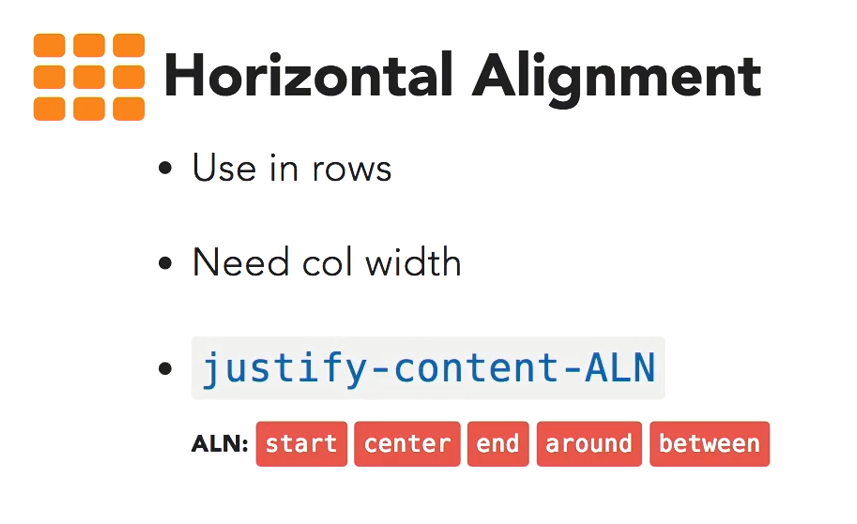 Horizontal Alignment
• Use in rows
• Need col width
• justify-content-ALN
ALN: start center end around between